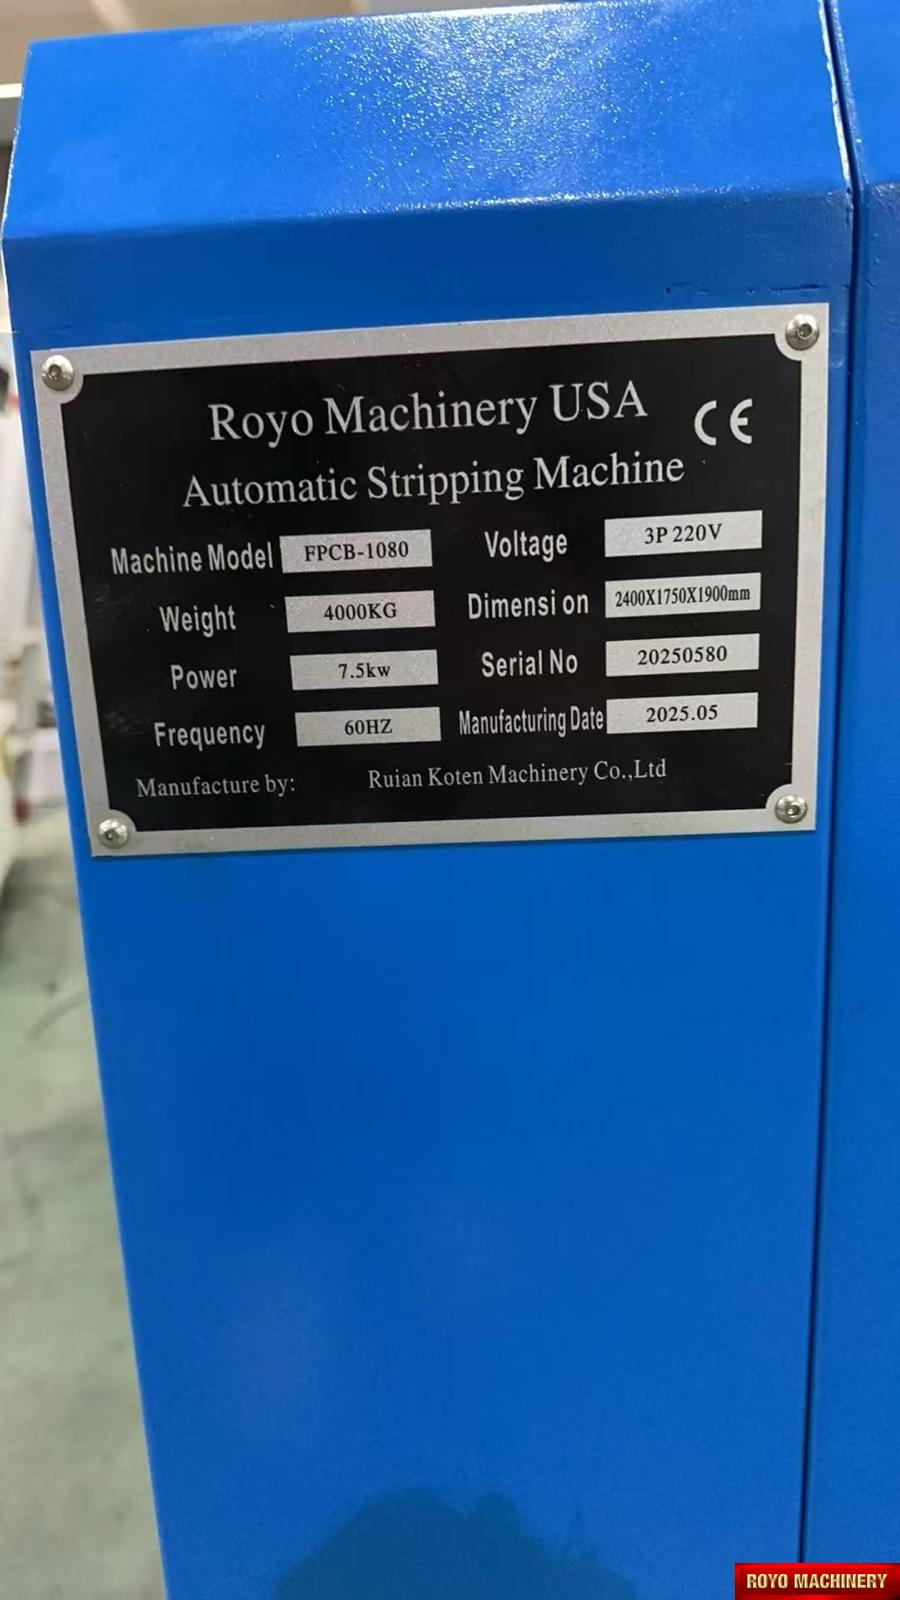 Royo Machinery USA
CE
Automatic Stripping Machine
Machine Model FPCB-1080 Voltage 3P 220V
Weight 4000KG Dimension 2400X1750X1900mm
Power 7.5kw Serial No 20250580
Frequency 60HZ Manufacturing Date 2025.05
Manufacture by: Ruian Koten Machinery Co.,Ltd
ROYO MACHINERY